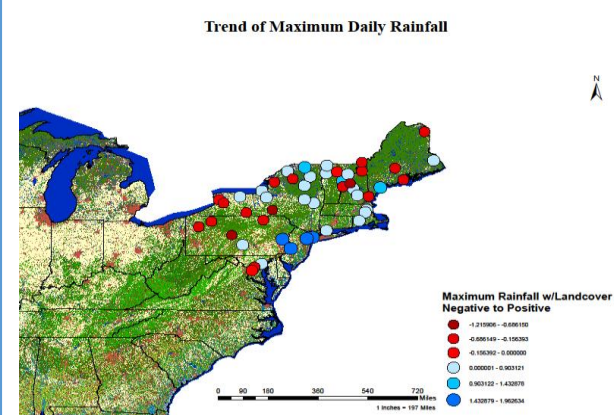 Trend of Maximum Daily Rainfall
N
Maximum Rainfall w/Landcover
Negative to Positive
-1.215906 - -0.686150
-0.686149 - -0.156393
-0.156392 - 0.000000
0.000001 - 0.903121
0.903122 - 1.432878
1.432879 - 1.962634
0 90 180 360 540 720
Miles
1 inches = 197 Miles